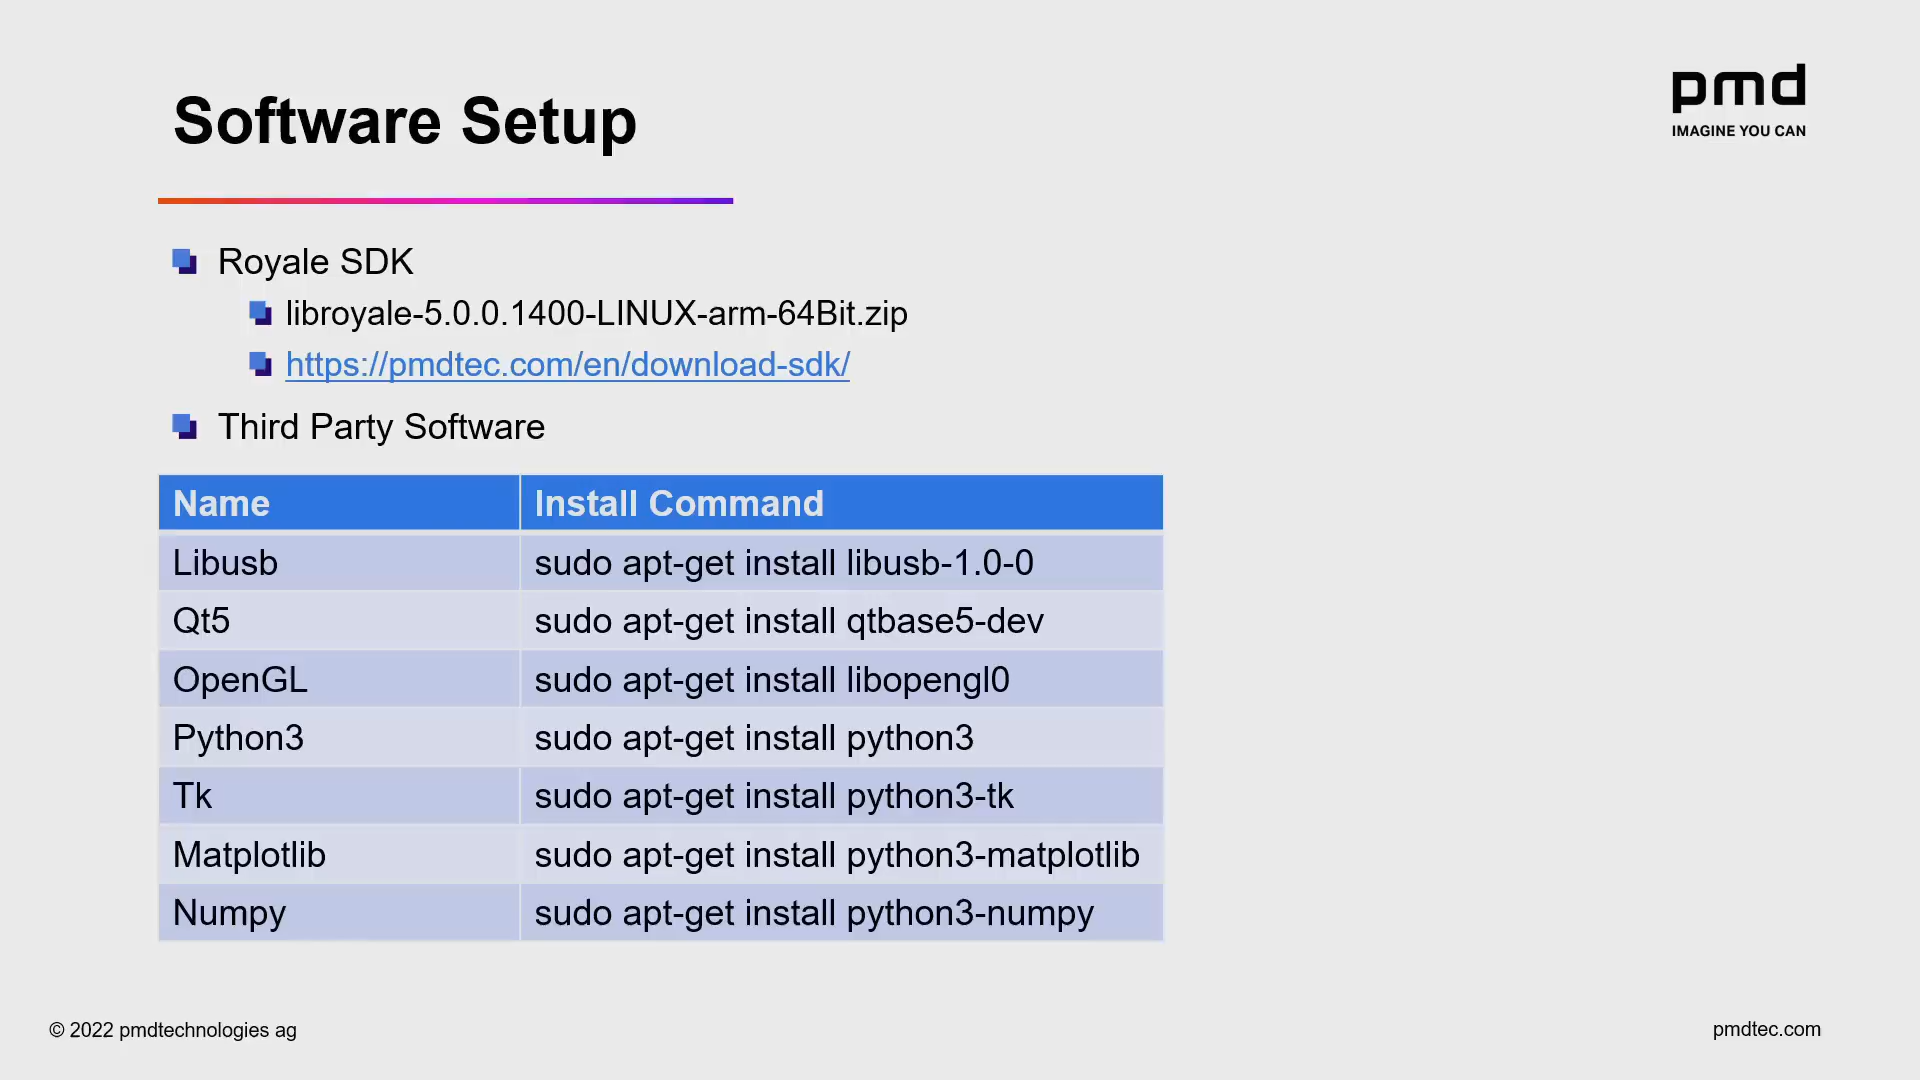 Software Setup
pmd
IMAGINE YOU CAN
Royale SDK
libroyale-5.0.0.1400-LINUX-arm-64Bit.zip
https://pmdtec.com/en/download-sdk/
Third Party Software
Name Install Command
Libusb sudo apt-get install libusb-1.0-0
Qt5 sudo apt-get install qtbase5-dev
OpenGL sudo apt-get install libopengl0
Python3 sudo apt-get install python3
Tk sudo apt-get install python3-tk
Matplotlib sudo apt-get install python3-matplotlib
Numpy sudo apt-get install python3-numpy
© 2022 pmdtechnologies ag
pmdtec.com